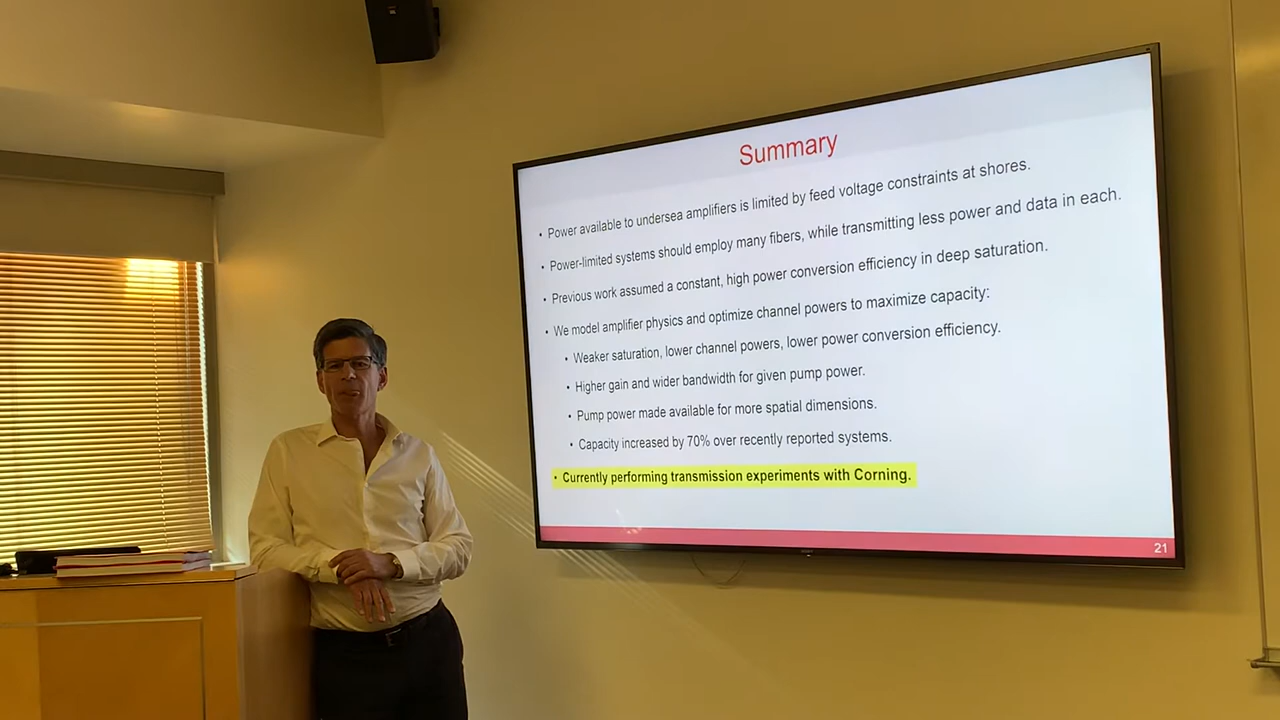 Summary
• Power available to undersea amplifiers is limited by feed voltage constraints at shores.
• Power-limited systems should employ many fibers, while transmitting less power and data in each.
• Previous work assumed a constant, high power conversion efficiency in deep saturation.
• We model amplifier physics and optimize channel powers to maximize capacity:
• Weaker saturation, lower channel powers, lower power conversion efficiency.
• Higher gain and wider bandwidth for given pump power.
• Pump power made available for more spatial dimensions.
• Capacity increased by 70% over recently reported systems.
• Currently performing transmission experiments with Corning.
21